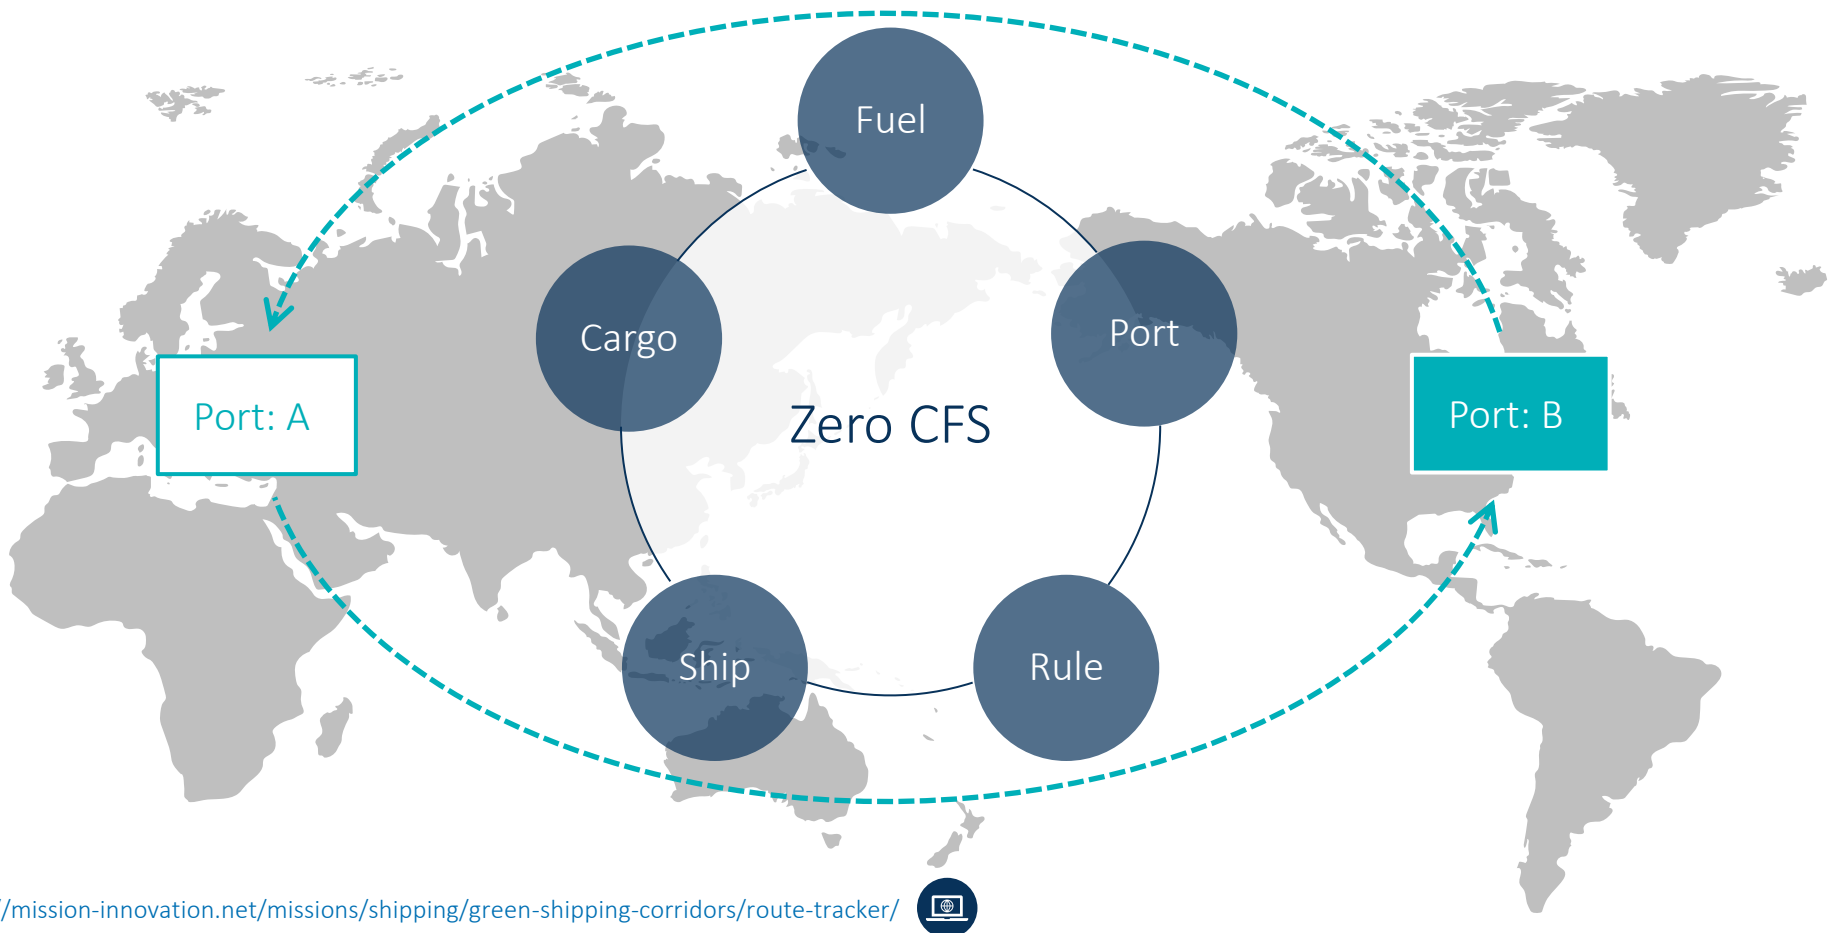 Fuel
Cargo
Port
Port: A
Zero CFS
Port: B
Ship
Rule
/mission-innovation.net/missions/shipping/green-shipping-corridors/route-tracker/